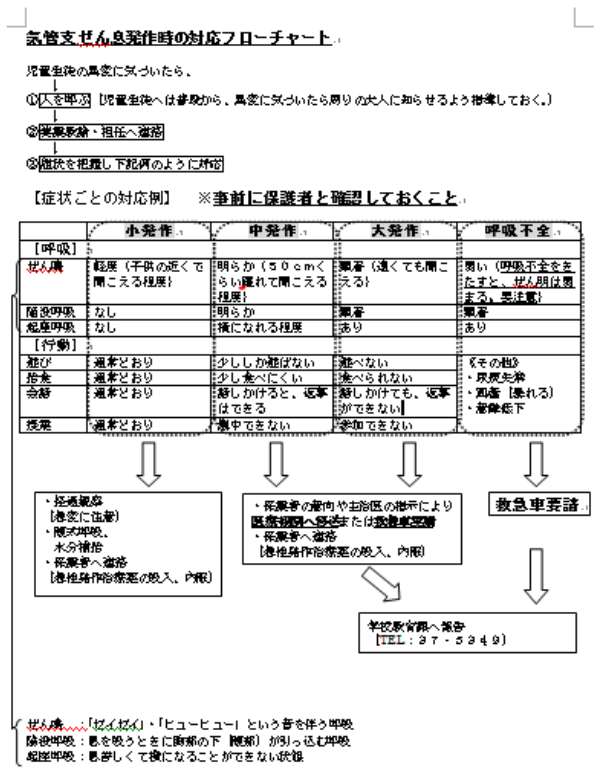 気管支ぜん息発作時の対応フローチャート
児童生徒の異変に気づいたら、
①人を呼ぶ（児童生徒へは普段から、異変に気づいたら周りの大人に知らせるよう指導しておく。）
②養護教諭・担任へ連絡
③症状を把握し下記例のように対応
【症状ごとの対応例】　※事前に保護者と確認しておくこと
小発作　中発作　大発作　呼吸不全
［呼吸］
ぜん鳴　軽度（子供の近くで聞こえる程度）　明らか（５０ｃｍくらい離れて聞こえる程度）　顕著（遠くても聞こえる）　弱い（呼吸不全をきたすと、ぜん明は弱まる。要注意）
陥没呼吸　なし　明らか　顕著　顕著
起座呼吸　なし　横になれる程度　あり　あり
［行動］
遊び　通常どおり　少ししか遊ばない　遊べない　《その他》
給食　通常どおり　少し食べにくい　食べられない　・尿便失禁
会話　通常どおり　話しかけると、返事はできる　話しかけても、返事ができない　・興奮（暴れる）
・意識低下
授業　通常どおり　集中できない　参加できない
・経過観察
（急変に注意）
・腹式呼吸、
水分補給
・保護者へ連絡
（急性発作治療薬の吸入、内服）
・保護者の意向や主治医の指示により
医療機関へ移送または救急車要請
・保護者へ連絡
（急性発作治療薬の吸入、内服）
救急車要請
学校教育課へ報告
（TEL：３７－５３４９）
ぜん鳴　：「ゼイゼイ」・「ヒューヒュー」という音を伴う呼吸
陥没呼吸：息を吸うときに胸部の下（腹部）が引っ込む呼吸
起座呼吸：息苦しくて横になることができない状態